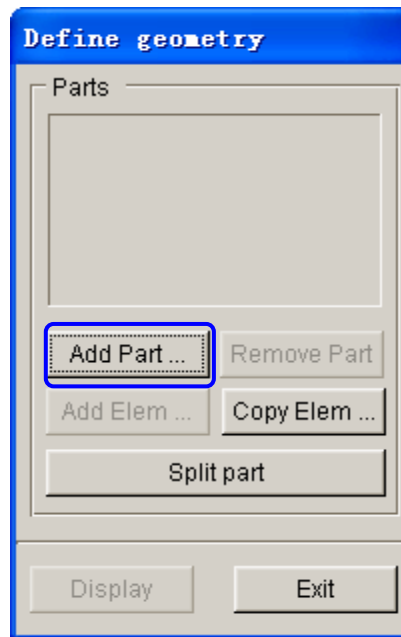 Define geometry
Parts
Add Part ... Remove Part
Add Elem ... Copy Elem ...
Split part
Display Exit